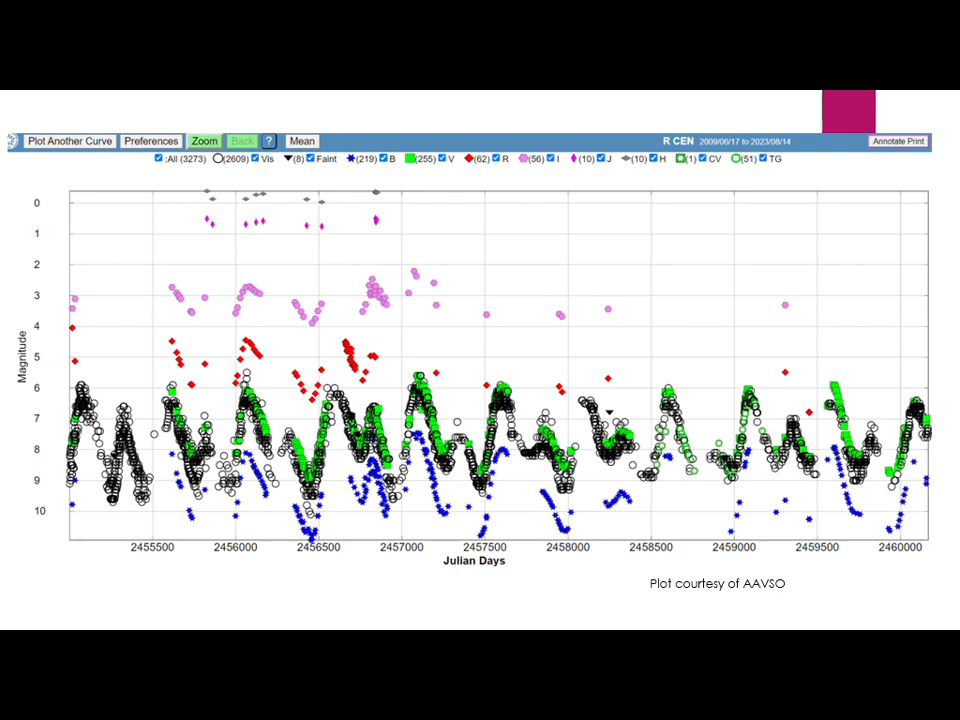 Plot Another Curve Preferences Zoom Back ? Mean R CEN 2009/06/17 to 2023/08/14 Annotate Print
:All (3273) (2609) Vis (8) Faint (219) B (255) V (62) R (56) I (10) J (10) H (1) CV (51) TG
0
1
2
3
4
5
6
7
8
9
10
Magnitude
2455500 2456000 2456500 2457000 2457500 2458000 2458500 2459000 2459500 2460000
Julian Days
Plot courtesy of AAVSO